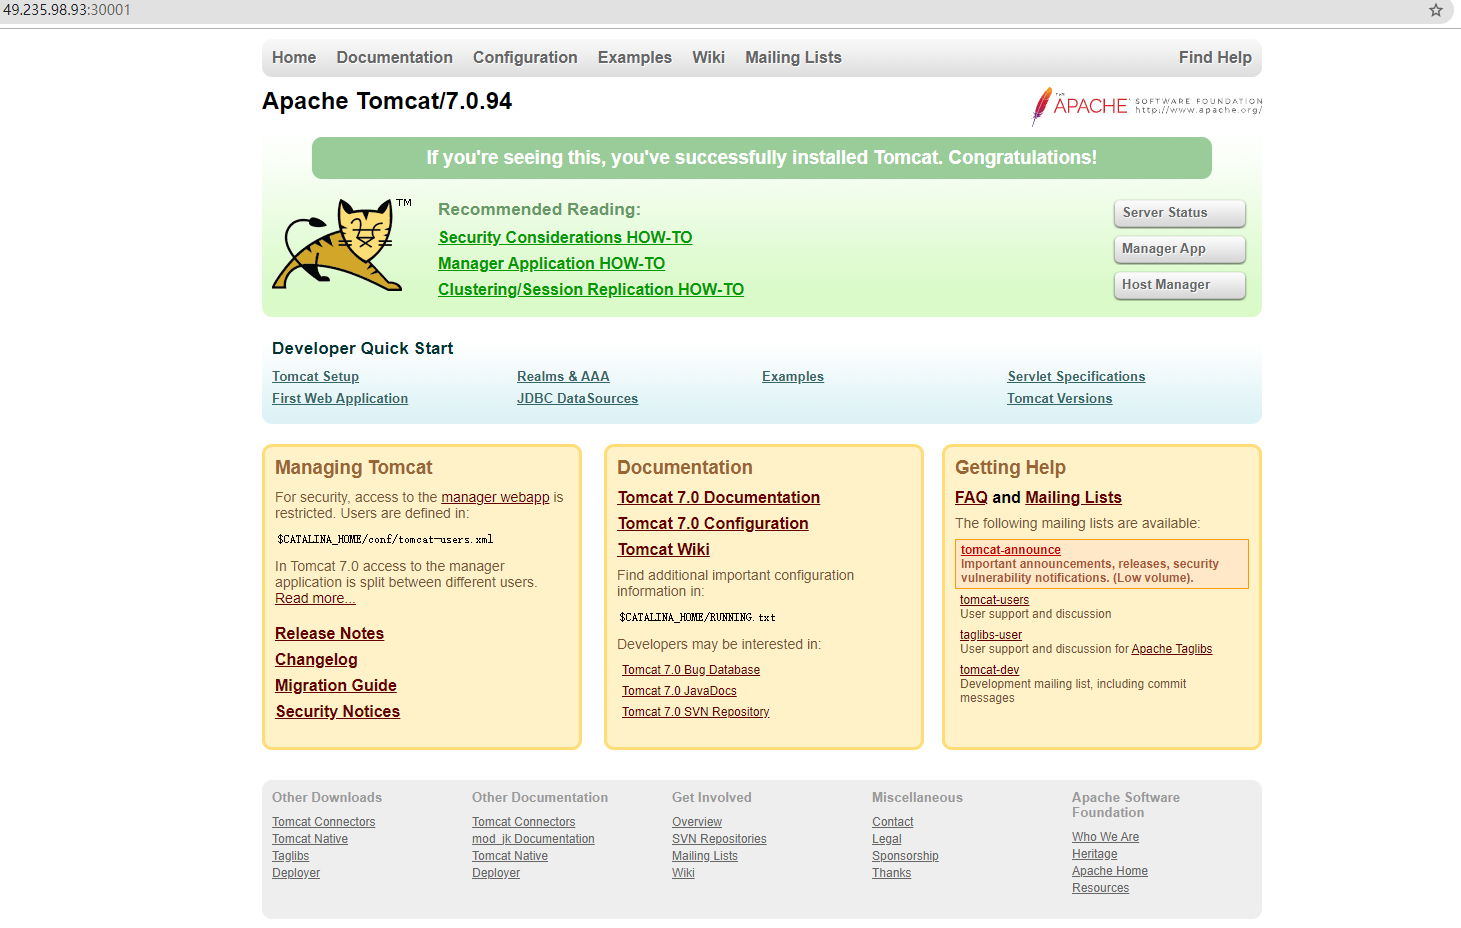 49.235.98.93:30001
Home Documentation Configuration Examples Wiki Mailing Lists Find Help
Apache Tomcat/7.0.94
THE APACHE SOFTWARE FOUNDATION
http://www.apache.org/
If you're seeing this, you've successfully installed Tomcat. Congratulations!
TM
Recommended Reading:
Security Considerations HOW-TO
Manager Application HOW-TO
Clustering/Session Replication HOW-TO
Server Status
Manager App
Host Manager
Developer Quick Start
Tomcat Setup
First Web Application
Realms & AAA
JDBC DataSources
Examples
Servlet Specifications
Tomcat Versions
Managing Tomcat
For security, access to the manager webapp is
restricted. Users are defined in:
$CATALINA_HOME/conf/tomcat-users.xml
In Tomcat 7.0 access to the manager
application is split between different users.
Read more...
Release Notes
Changelog
Migration Guide
Security Notices
Documentation
Tomcat 7.0 Documentation
Tomcat 7.0 Configuration
Tomcat Wiki
Find additional important configuration
information in:
$CATALINA_HOME/RUNNING.txt
Developers may be interested in:
Tomcat 7.0 Bug Database
Tomcat 7.0 JavaDocs
Tomcat 7.0 SVN Repository
Getting Help
FAQ and Mailing Lists
The following mailing lists are available:
tomcat-announce
Important announcements, releases, security
vulnerability notifications. (Low volume).
tomcat-users
User support and discussion
taglibs-user
User support and discussion for Apache Taglibs
tomcat-dev
Development mailing list, including commit
messages
Other Downloads
Tomcat Connectors
Tomcat Native
Taglibs
Deployer
Other Documentation
Tomcat Connectors
mod_jk Documentation
Tomcat Native
Deployer
Get Involved
Overview
SVN Repositories
Mailing Lists
Wiki
Miscellaneous
Contact
Legal
Sponsorship
Thanks
Apache Software
Foundation
Who We Are
Heritage
Apache Home
Resources